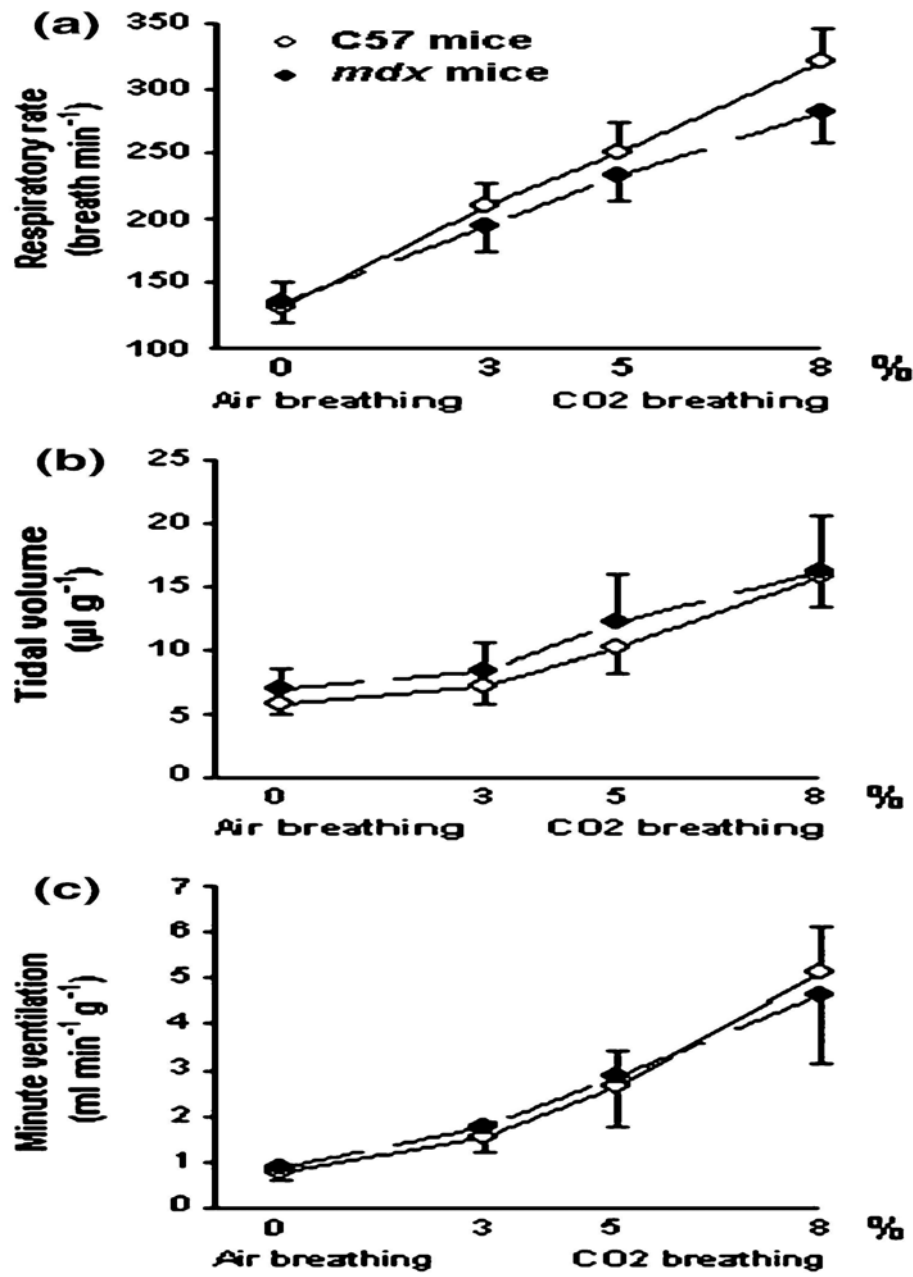 (a)
C57 mice
mdx mice
Respiratory rate
(breath min⁻¹)
350
300
250
200
150
100
0 3 5 8 %
Air breathing CO2 breathing
(b)
Tidal volume
(µl g⁻¹)
25
20
15
10
5
0
0 3 5 8 %
Air breathing CO2 breathing
(c)
Minute ventilation
(ml min⁻¹ g⁻¹)
7
6
5
4
3
2
1
0
0 3 5 8 %
Air breathing CO2 breathing